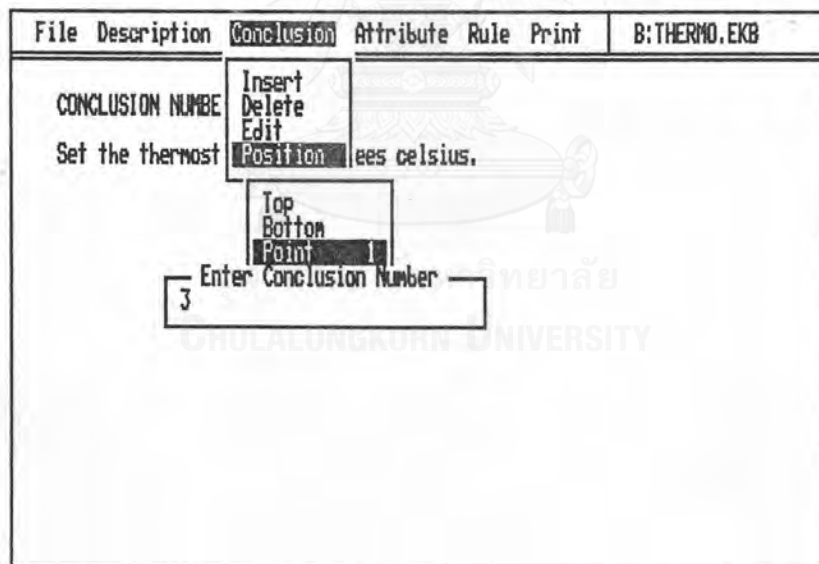 File Description Conclusion Attribute Rule Print B:THERMO.EKB
Insert
CONCLUSION NUMBE Delete
Edit
Set the thermost Position ees celsius.
Top
Bottom
Point 1
Enter Conclusion Number
3
CHULALONGKORN UNIVERSITY